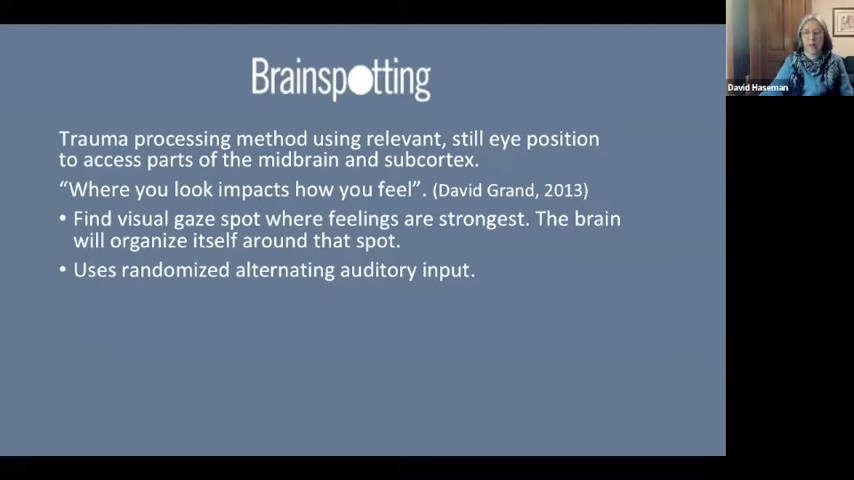 Brainspotting
David Haseman
Trauma processing method using relevant, still eye position
to access parts of the midbrain and subcortex.
“Where you look impacts how you feel”. (David Grand, 2013)
• Find visual gaze spot where feelings are strongest. The brain
will organize itself around that spot.
• Uses randomized alternating auditory input.